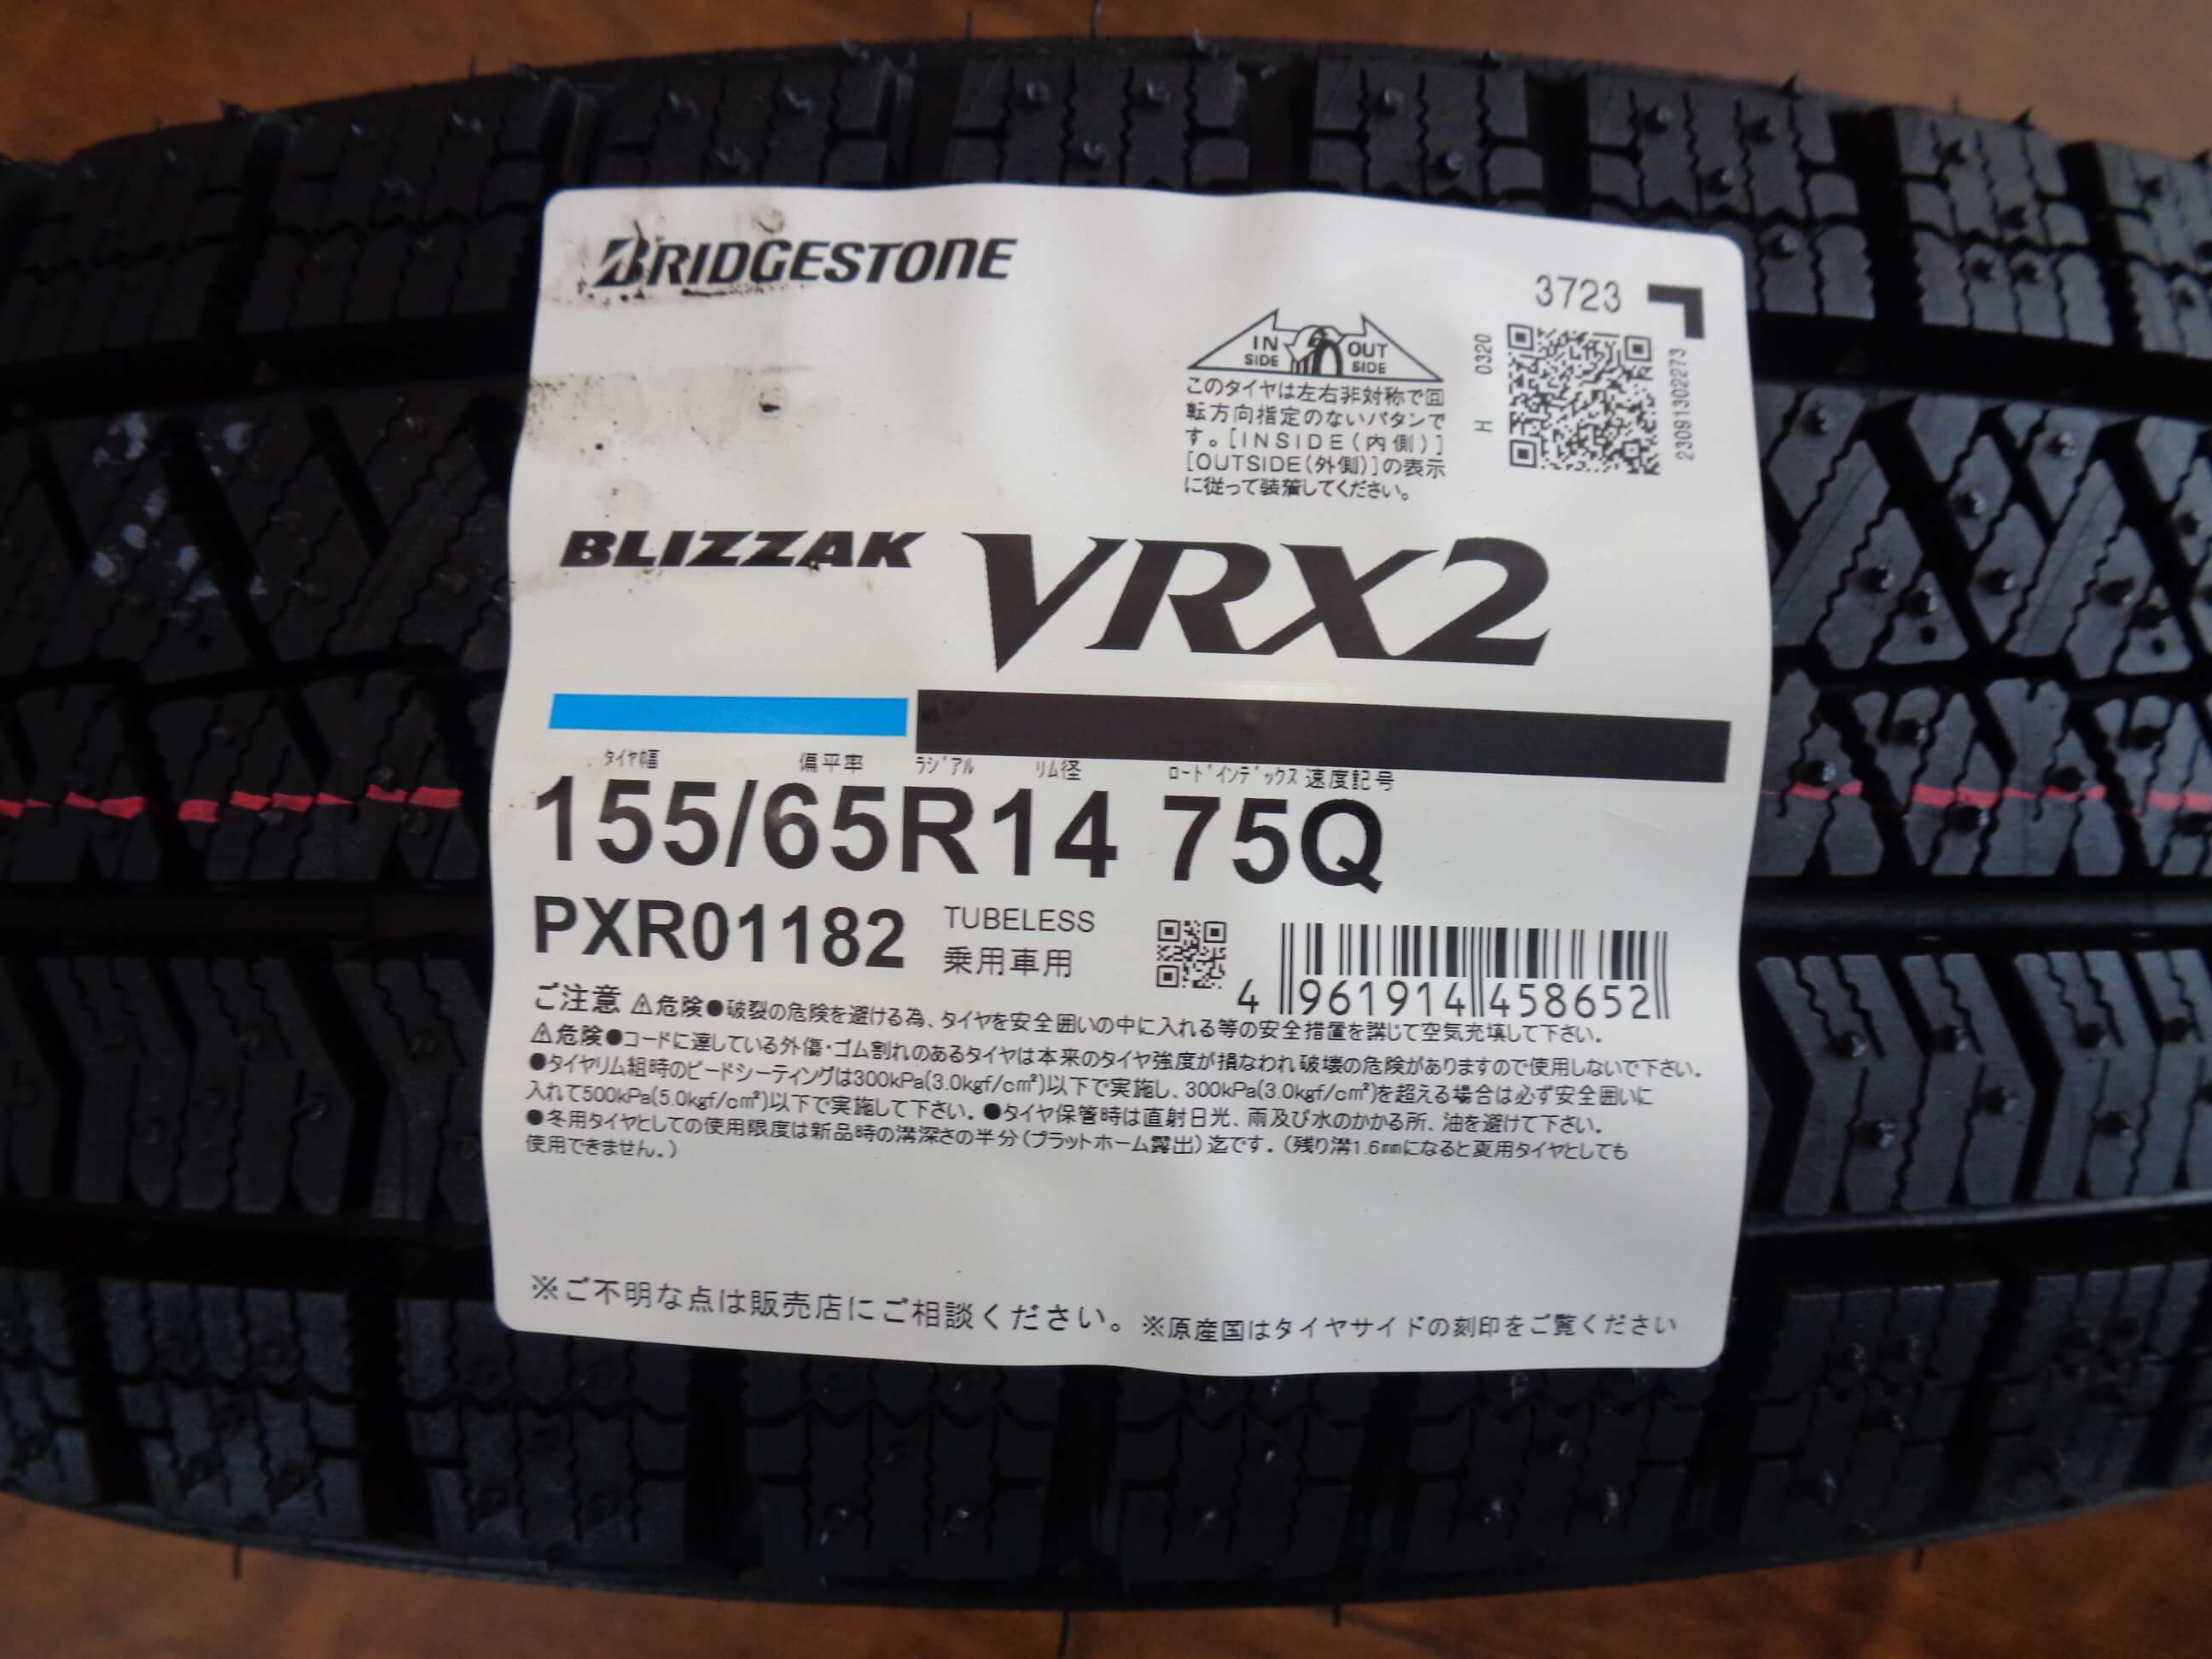 BRIDGESTONE
3723
IN SIDE OUT SIDE
H 0320
23091302273
このタイヤは左右非対称で回
転方向指定のないパタンで
す。[INSIDE(内側)]
[OUTSIDE(外側)]の表示
に従って装着してください。
BLIZZAK VRX2
タイヤ幅 偏平率 ラジアル リム径 ロードインデックス 速度記号
155/65R14 75Q
PXR01182 TUBELESS
乗用車用
4 961914 458652
ご注意 ⚠危険●破裂の危険を避ける為、タイヤを安全囲いの中に入れる等の安全措置を講じて空気充填して下さい。
⚠危険●コードに達している外傷・ゴム割れのあるタイヤは本来のタイヤ強度が損なわれ破壊の危険がありますので使用しないで下さい。
●タイヤリム組時のビードシーティングは300kPa(3.0kgf/c㎡)以下で実施し、300kPa(3.0kgf/c㎡)を超える場合は必ず安全囲いに
入れて500kPa(5.0kgf/c㎡)以下で実施して下さい。●タイヤ保管時は直射日光、雨及び水のかかる所、油を避けて下さい。
●冬用タイヤとしての使用限度は新品時の溝深さの半分(プラットホーム露出)迄です。(残り溝1.6㎜になると夏用タイヤとしても
使用できません。)
※ご不明な点は販売店にご相談ください。※原産国はタイヤサイドの刻印をご覧ください